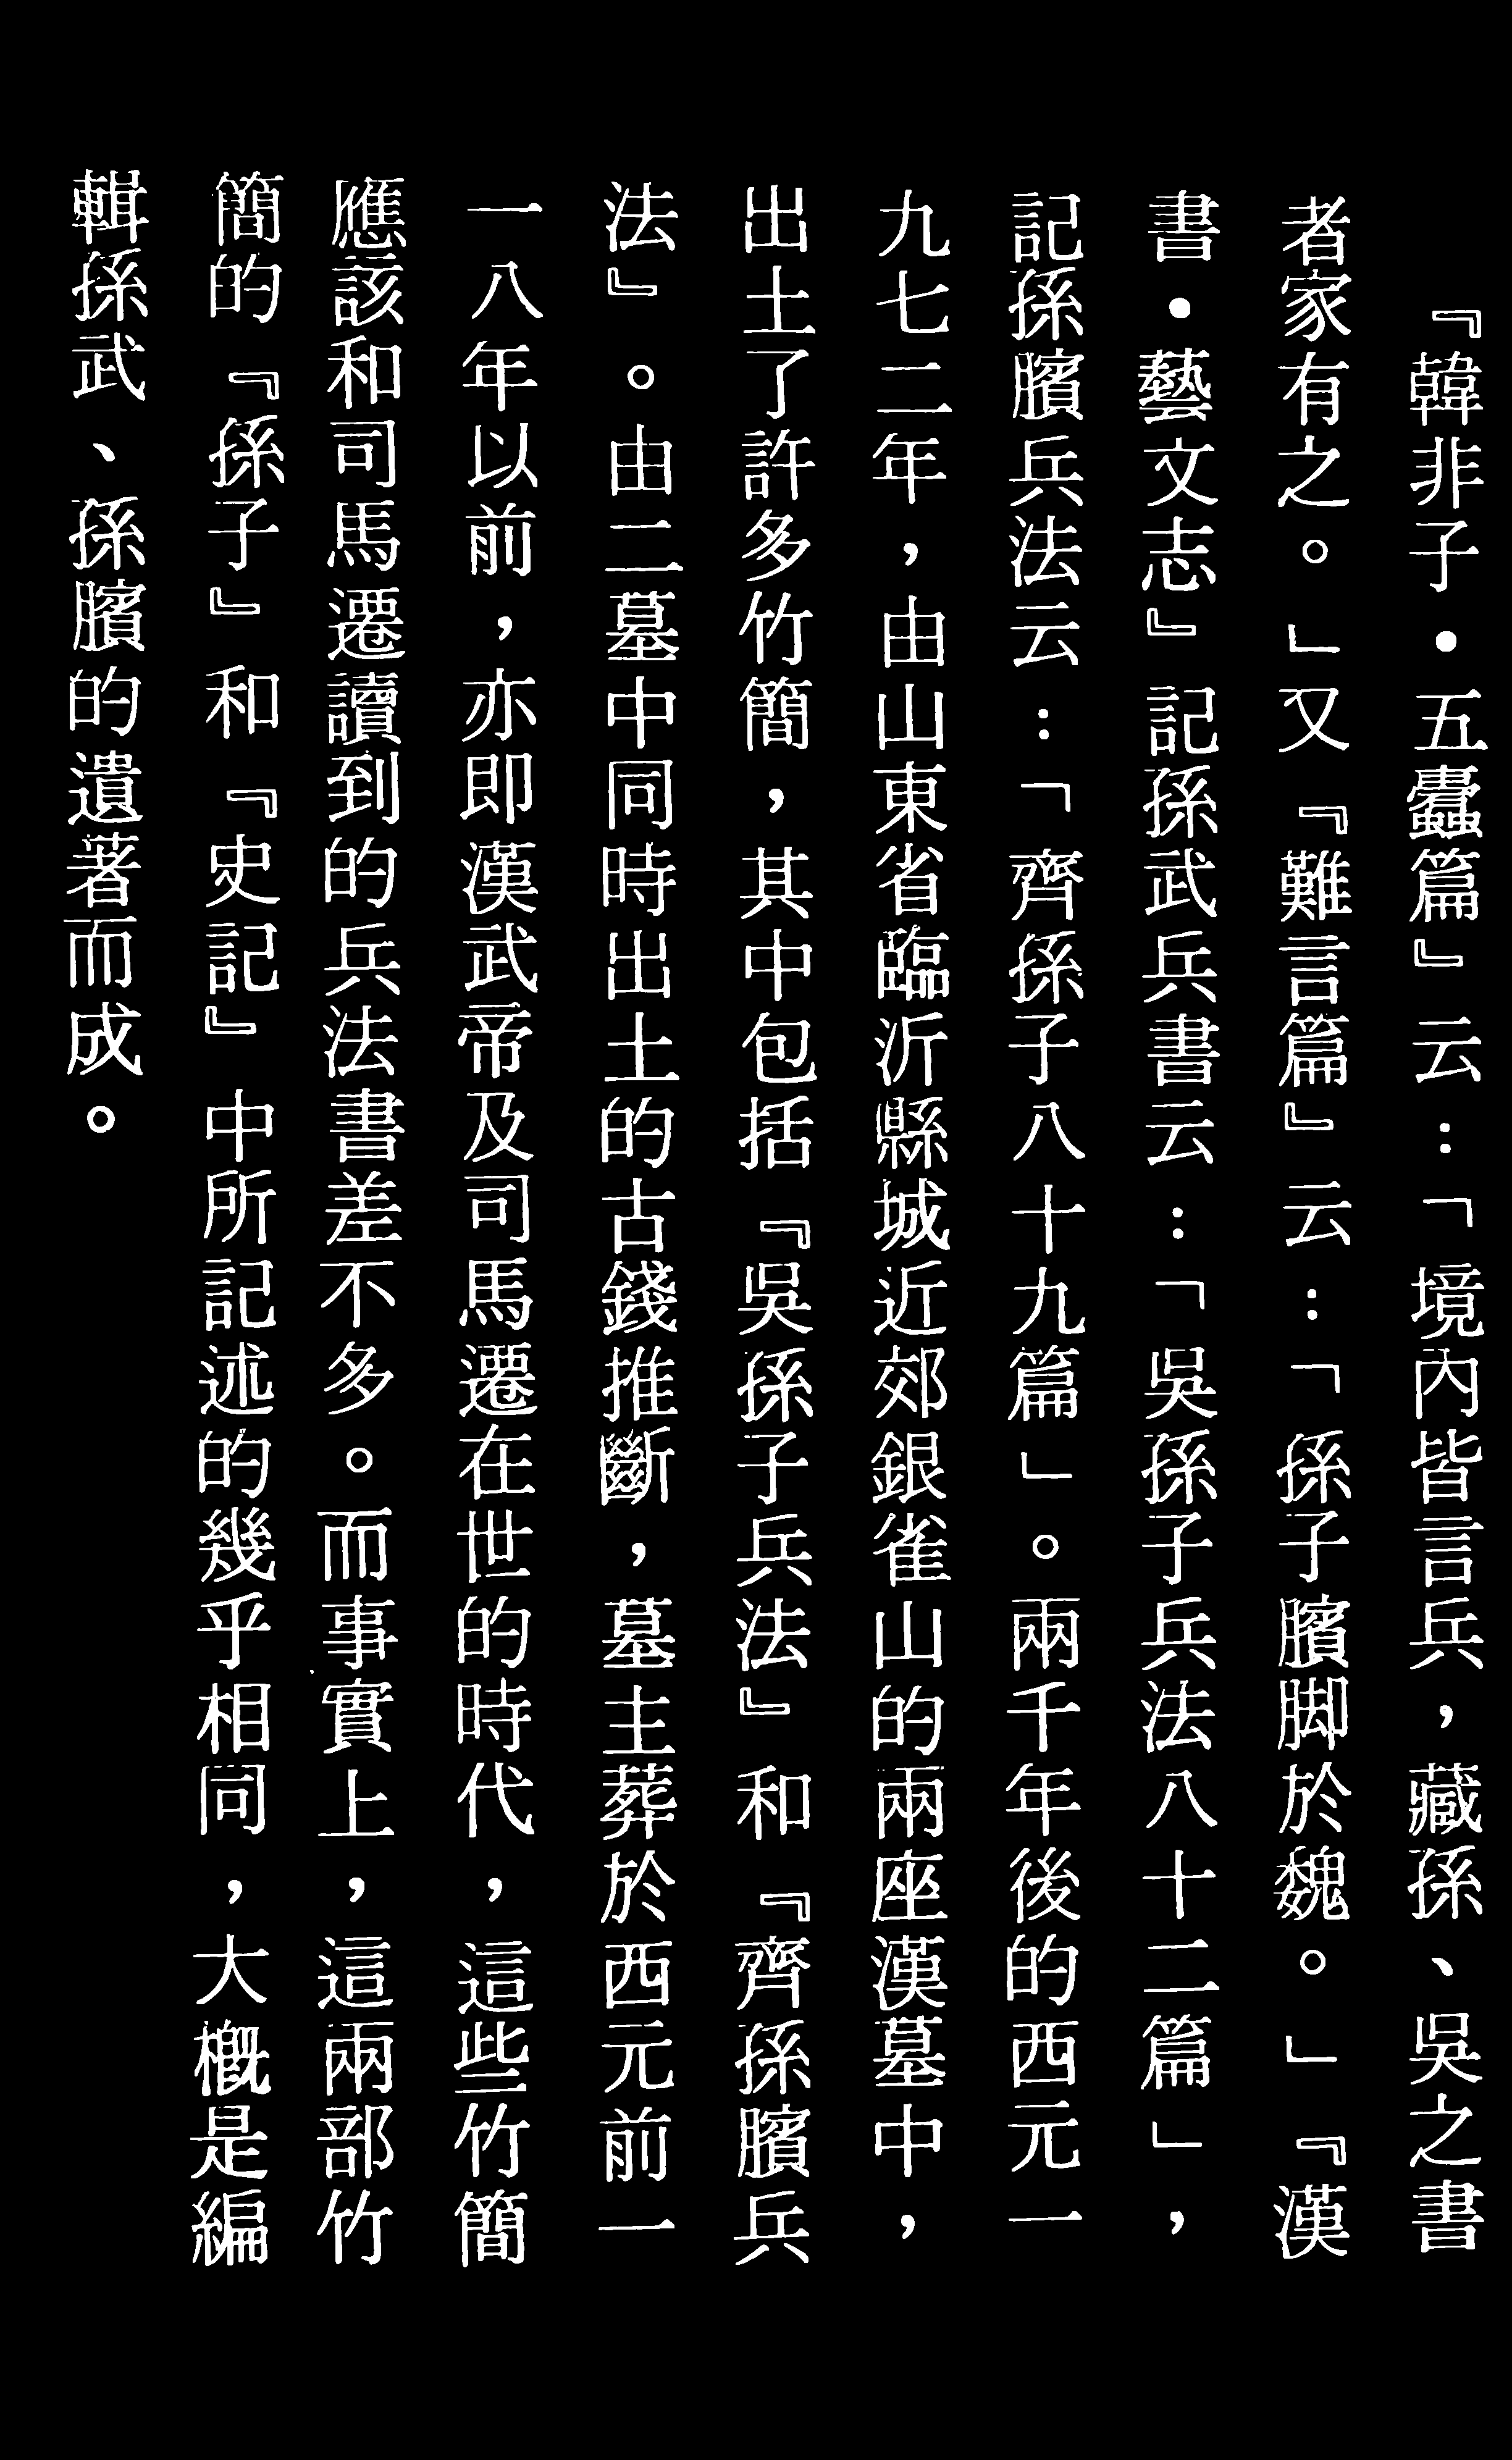 『韓非子・五蠹篇』云：「境內皆言兵，藏孫、吳之書
者家有之。」又『難言篇』云：「孫子臏脚於魏。」『漢
書・藝文志』記孫武兵書云：「吳孫子兵法八十二篇」，
記孫臏兵法云：「齊孫子八十九篇」。兩千年後的西元一
九七二年，由山東省臨沂縣城近郊銀雀山的兩座漢墓中，
出土了許多竹簡，其中包括『吳孫子兵法』和『齊孫臏兵
法』。由二墓中同時出土的古錢推斷，墓主葬於西元前一
一八年以前，亦即漢武帝及司馬遷在世的時代，這些竹簡
應該和司馬遷讀到的兵法書差不多。而事實上，這兩部竹
簡的『孫子』和『史記』中所記述的幾乎相同，大概是編
輯孫武、孫臏的遺著而成。